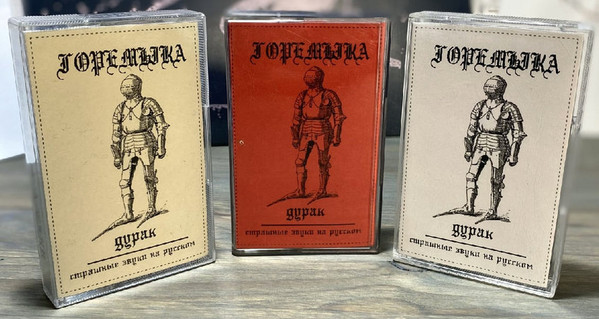 ГОРЕМЫКА
дурак
страшные звуки на русском
ГОРЕМЫКА
дурак
страшные звуки на русском
ГОРЕМЫКА
дурак
страшные звуки на русском